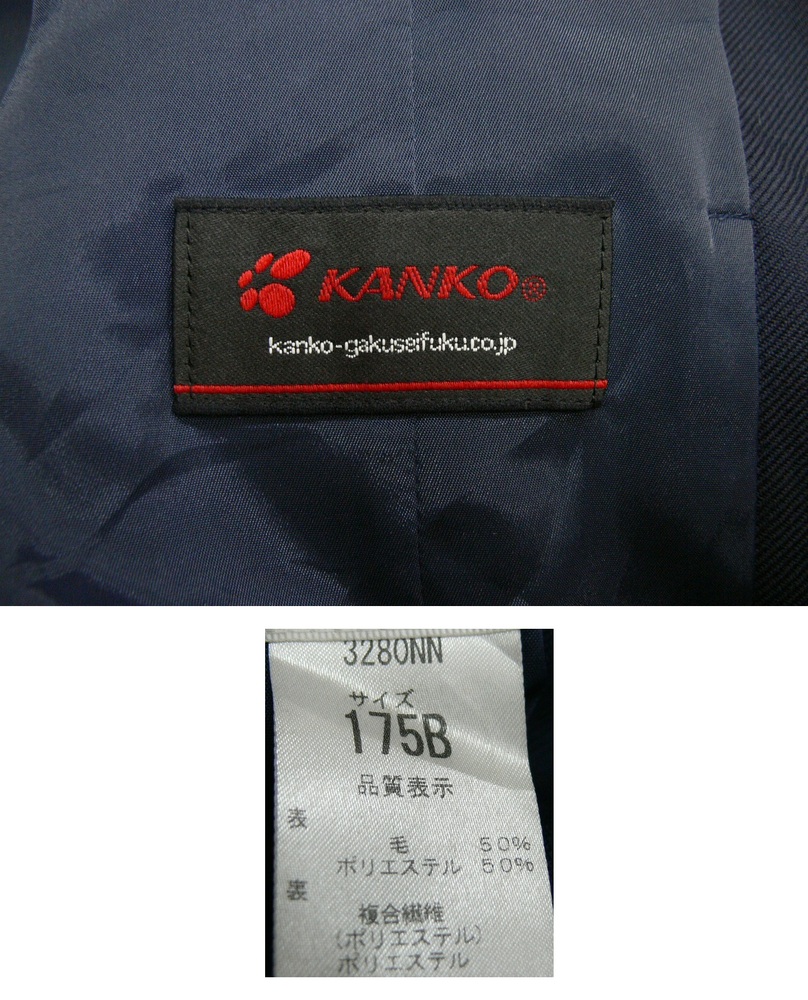 KANKO®
kanko-gakuseifuku.co.jp
3280NN
サイズ
175B
品質表示
表
毛 50%
ポリエステル 50%
裏
複合繊維
(ポリエステル)
ポリエステル